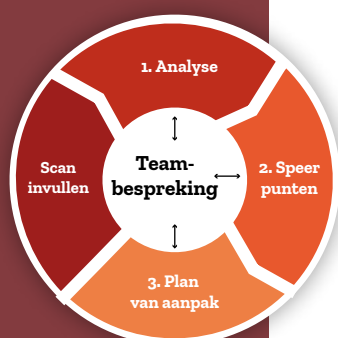 1. Analyse
Team-
bespreking
Scan
invullen
2. Speer
punten
3. Plan
van aanpak